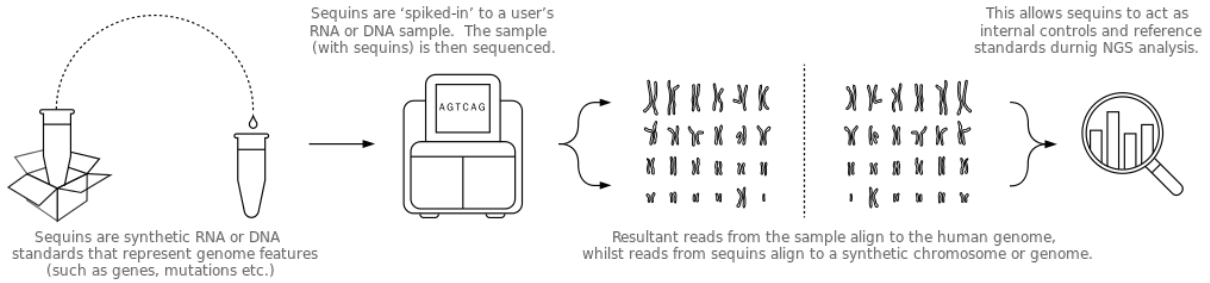 Sequins are ‘spiked-in’ to a user’s
RNA or DNA sample.  The sample
(with sequins) is then sequenced.
This allows sequins to act as
internal controls and reference
standards durnig NGS analysis.
AGTCAG
Sequins are synthetic RNA or DNA
standards that represent genome features
(such as genes, mutations etc.)
Resultant reads from the sample align to the human genome,
whilst reads from sequins align to a synthetic chromosome or genome.